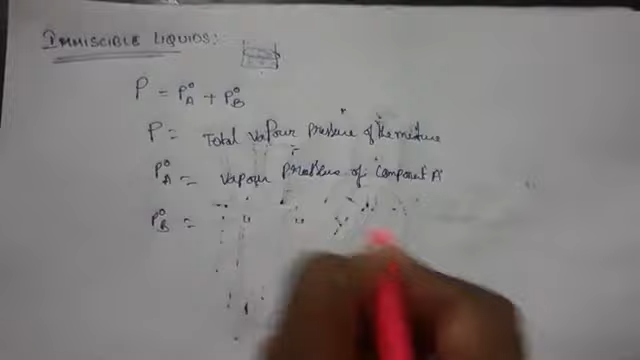 IMMISCIBLE LIQUIDS:
P = P°A + P°B
P = Total vapour pressure of the mixture
P°A = vapour pressure of component A
P°B =